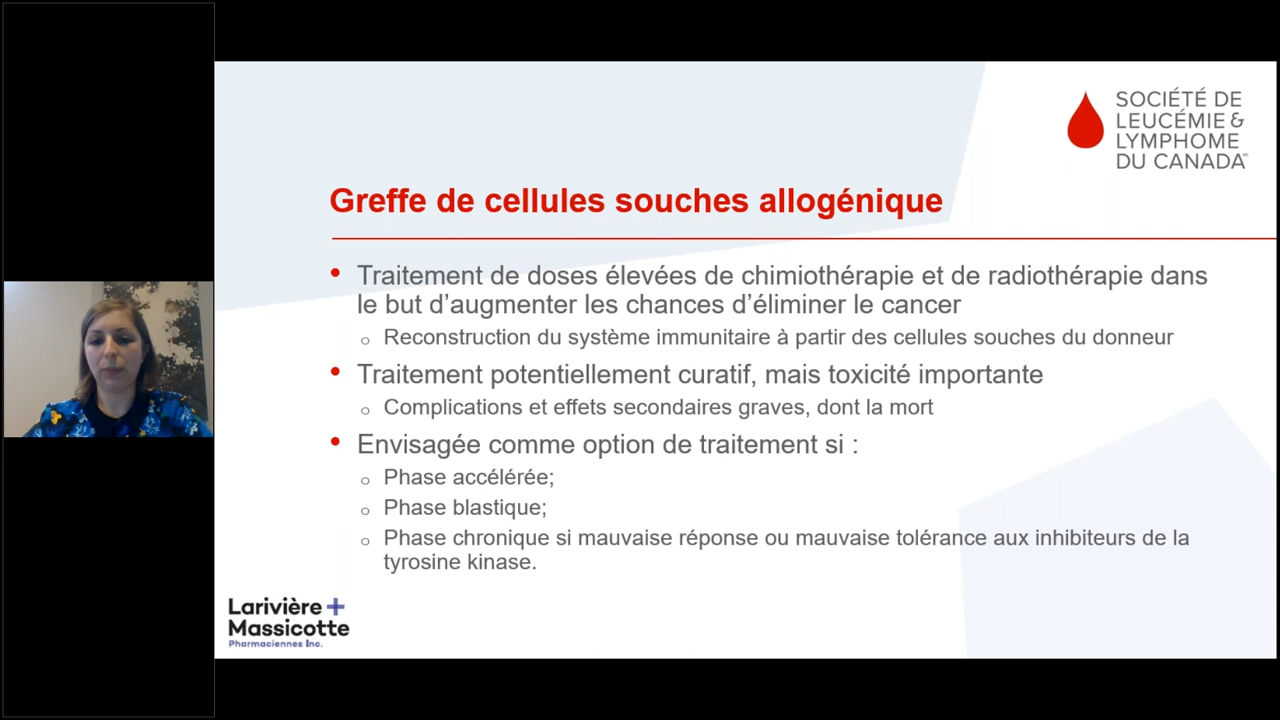 SOCIÉTÉ DE
LEUCÉMIE &
LYMPHOME
DU CANADA
Greffe de cellules souches allogénique
• Traitement de doses élevées de chimiothérapie et de radiothérapie dans
le but d’augmenter les chances d’éliminer le cancer
o Reconstruction du système immunitaire à partir des cellules souches du donneur
• Traitement potentiellement curatif, mais toxicité importante
o Complications et effets secondaires graves, dont la mort
• Envisagée comme option de traitement si :
o Phase accélérée;
o Phase blastique;
o Phase chronique si mauvaise réponse ou mauvaise tolérance aux inhibiteurs de la
tyrosine kinase.
Larivière +
Massicotte
Pharmaciennes Inc.